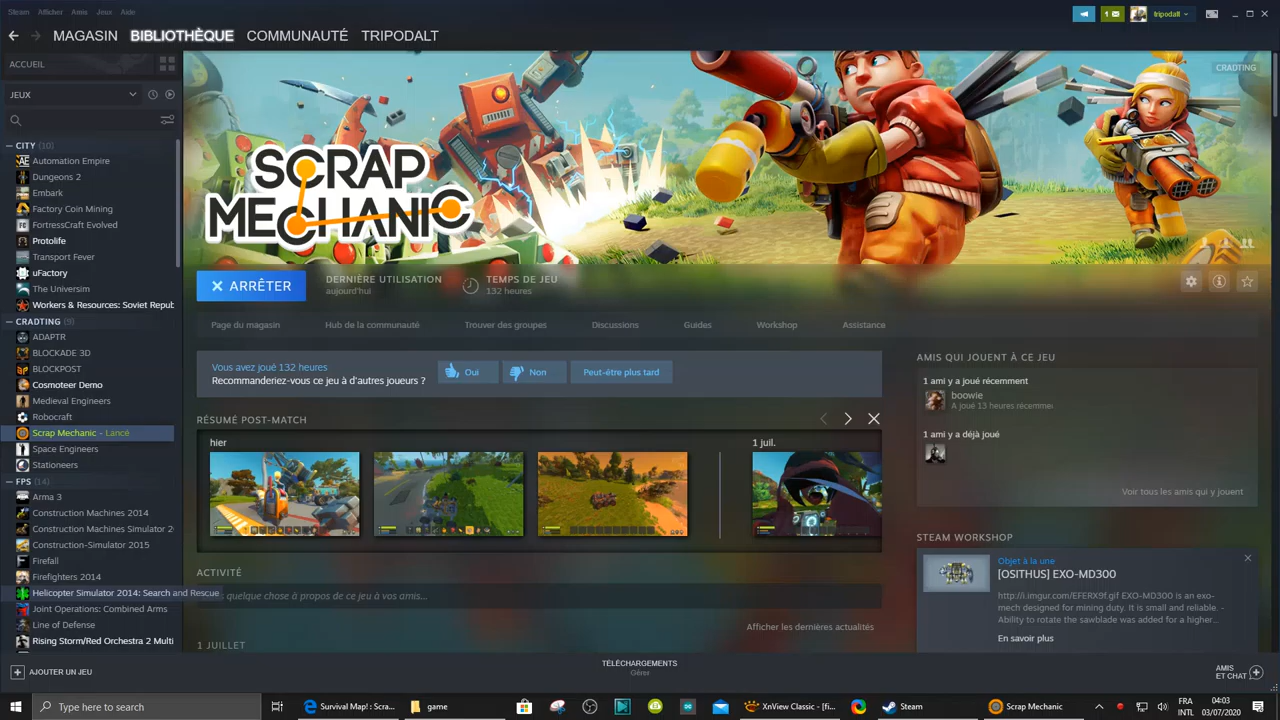 Steam Afficher Amis Jeux Aide
1
tripodalt
MAGASIN BIBLIOTHÈQUE COMMUNAUTÉ TRIPODALT
ACCUEIL
JEUX
CITY (10)
Automation Empire
Dungeons 2
Embark
Factory Coin Mining
FortressCraft Evolved
Protolife
Transport Fever
uFactory
The Universim
Workers & Resources: Soviet Repub
CRADTING (9)
ADAPTR
BLOCKADE 3D
BLOCKPOST
Cosmoteer Demo
Medieval Engineers
Robocraft
Scrap Mechanic - Lancé
Space Engineers
Stationeers
FPS (14)
Arma 3
Construction Machines 2014
Construction Machines Simulator 2
Construction-Simulator 2015
Firefall
Firefighters 2014
Helicopter Simulator 2014: Search and Rescue
Joint Operations: Combined Arms
Line of Defense
Rising Storm/Red Orchestra 2 Multi
AJOUTER UN JEU
CRADTING
SCRAP
MECHANIC
ARRÊTER
DERNIÈRE UTILISATION
aujourd'hui
TEMPS DE JEU
132 heures
Page du magasin Hub de la communauté Trouver des groupes Discussions Guides Workshop Assistance
Vous avez joué 132 heures
Recommanderiez-vous ce jeu à d'autres joueurs ?
Oui Non Peut-être plus tard
RÉSUMÉ POST-MATCH
hier
1 juil.
ACTIVITÉ
quelque chose à propos de ce jeu à vos amis...
Afficher les dernières actualités
1 JUILLET
AMIS QUI JOUENT À CE JEU
1 ami y a joué récemment
boowie
A joué 13 heures récemmen
1 ami y a déjà joué
Voir tous les amis qui y jouent
STEAM WORKSHOP
Objet à la une
[OSITHUS] EXO-MD300
http://i.imgur.com/EFERX9f.gif EXO-MD300 is an exo-
mech designed for mining duty. It is small and reliable. -
Ability to rotate the sawblade was added for a higher...
En savoir plus
TÉLÉCHARGEMENTS
Gérer
AMIS
ET CHAT
Type here to search
Survival Map! : Scra...
game
XnView Classic - [fi...
Steam
Scrap Mechanic
FRA
INTL
04:03
03/07/2020